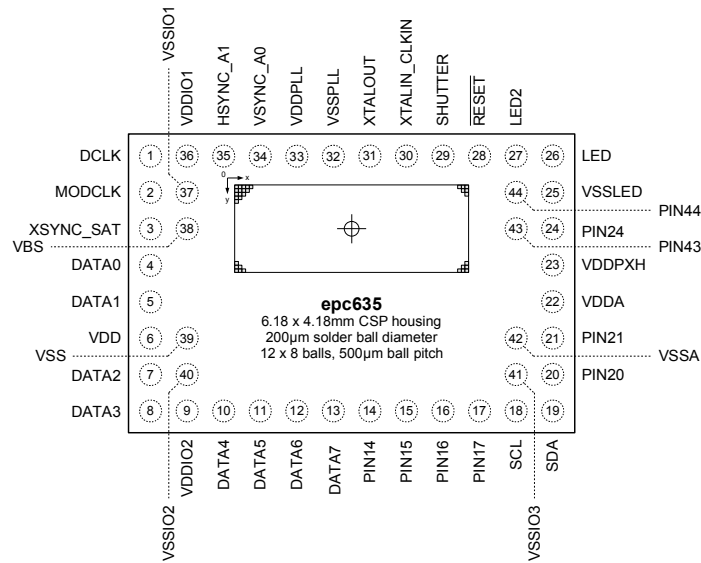 VSSIO1
VDDIO1
HSYNC_A1
VSYNC_A0
VDDPLL
VSSPLL
XTALOUT
XTALIN_CLKIN
SHUTTER
RESET
LED2
DCLK 1 36 35 34 33 32 31 30 29 28 27 26 LED
0 x
y
MODCLK 2 37 44 25 VSSLED
PIN44
XSYNC_SAT 3 38 43 24 PIN24
VBS
PIN43
DATA0 4 23 VDDPXH
DATA1 5 22 VDDA
epc635
6.18 x 4.18mm CSP housing
200µm solder ball diameter
12 x 8 balls, 500µm ball pitch
VDD 6 39 42 21 PIN21
VSS
VSSA
DATA2 7 40 41 20 PIN20
DATA3 8 9 10 11 12 13 14 15 16 17 18 19
VDDIO2
DATA4
DATA5
DATA6
DATA7
PIN14
PIN15
PIN16
PIN17
SCL
SDA
VSSIO2
VSSIO3